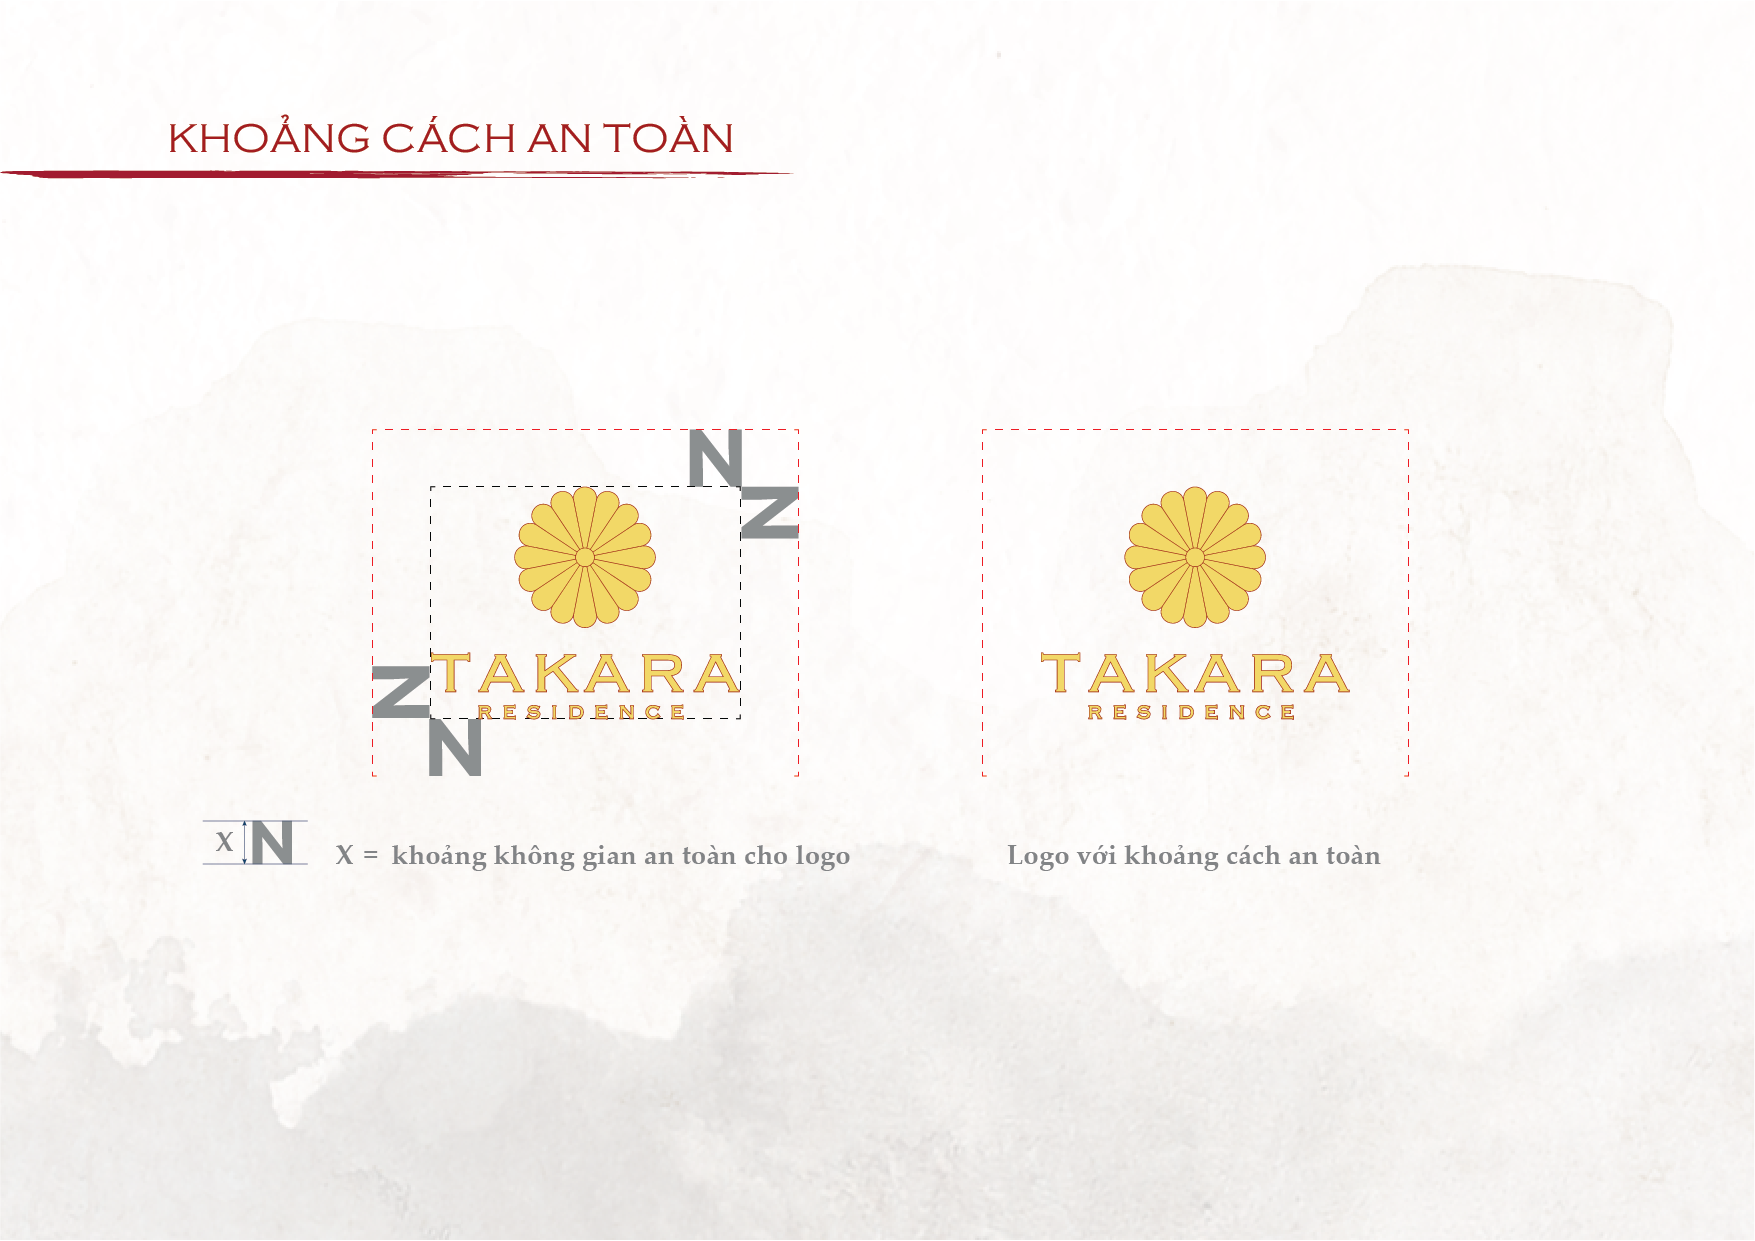 KHOẢNG CÁCH AN TOÀN
N
Z
TAKARA
RESIDENCE
Z
N
TAKARA
RESIDENCE
X N
X = khoảng không gian an toàn cho logo
Logo với khoảng cách an toàn